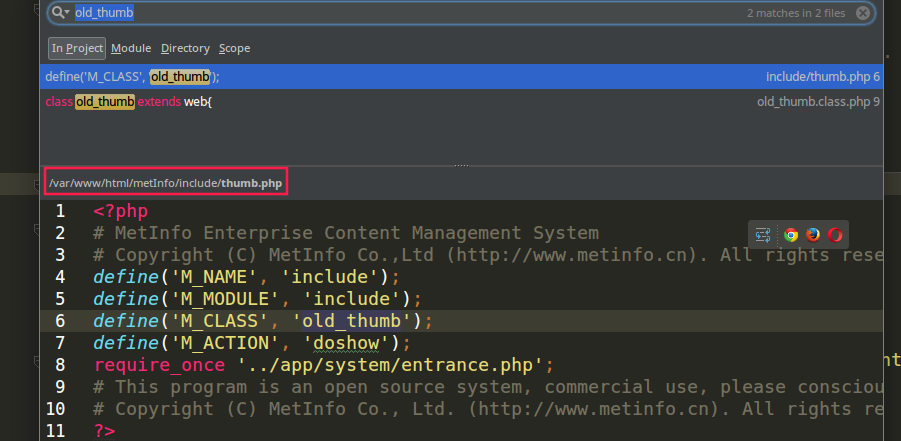 old_thumb 2 matches in 2 files
In Project Module Directory Scope
define('M_CLASS', 'old_thumb'); include/thumb.php 6
class old_thumb extends web{ old_thumb.class.php 9
/var/www/html/metInfo/include/thumb.php
1 <?php
2 # MetInfo Enterprise Content Management System
3 # Copyright (C) MetInfo Co.,Ltd (http://www.metinfo.cn). All rights rese
4 define('M_NAME', 'include');
5 define('M_MODULE', 'include');
6 define('M_CLASS', 'old_thumb');
7 define('M_ACTION', 'doshow');
8 require_once '../app/system/entrance.php';
9 # This program is an open source system, commercial use, please consciou
10 # Copyright (C) MetInfo Co., Ltd. (http://www.metinfo.cn). All rights re
11 ?>